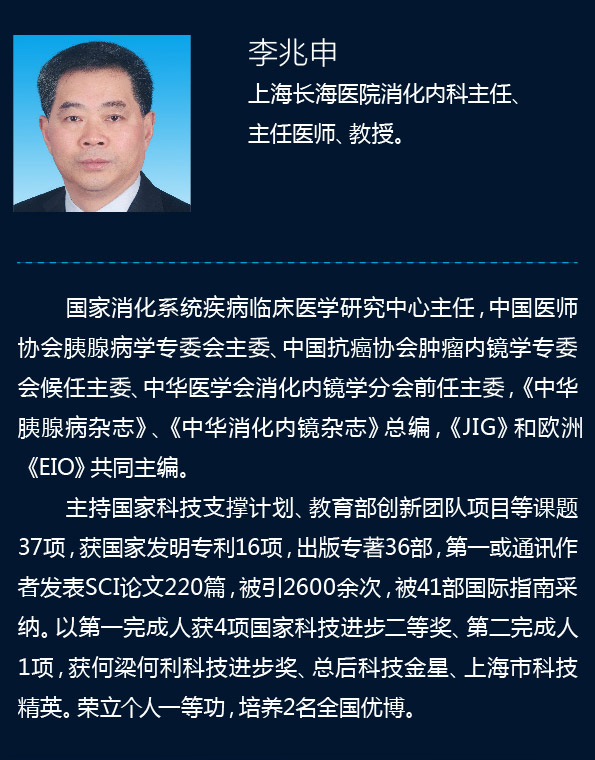 李兆申
上海长海医院消化内科主任、
主任医师、教授。
国家消化系统疾病临床医学研究中心主任，中国医师
协会胰腺病学专委会主委、中国抗癌协会肿瘤内镜学专委
会候任主委、中华医学会消化内镜学分会前任主委，《中华
胰腺病杂志》、《中华消化内镜杂志》总编，《JIG》和欧洲
《EIO》共同主编。
主持国家科技支撑计划、教育部创新团队项目等课题
37项，获国家发明专利16项，出版专著36部，第一或通讯作
者发表SCI论文220篇，被引2600余次，被41部国际指南采
纳。以第一完成人获4项国家科技进步二等奖、第二完成人
1项，获何梁何利科技进步奖、总后科技金星、上海市科技
精英。荣立个人一等功，培养2名全国优博。